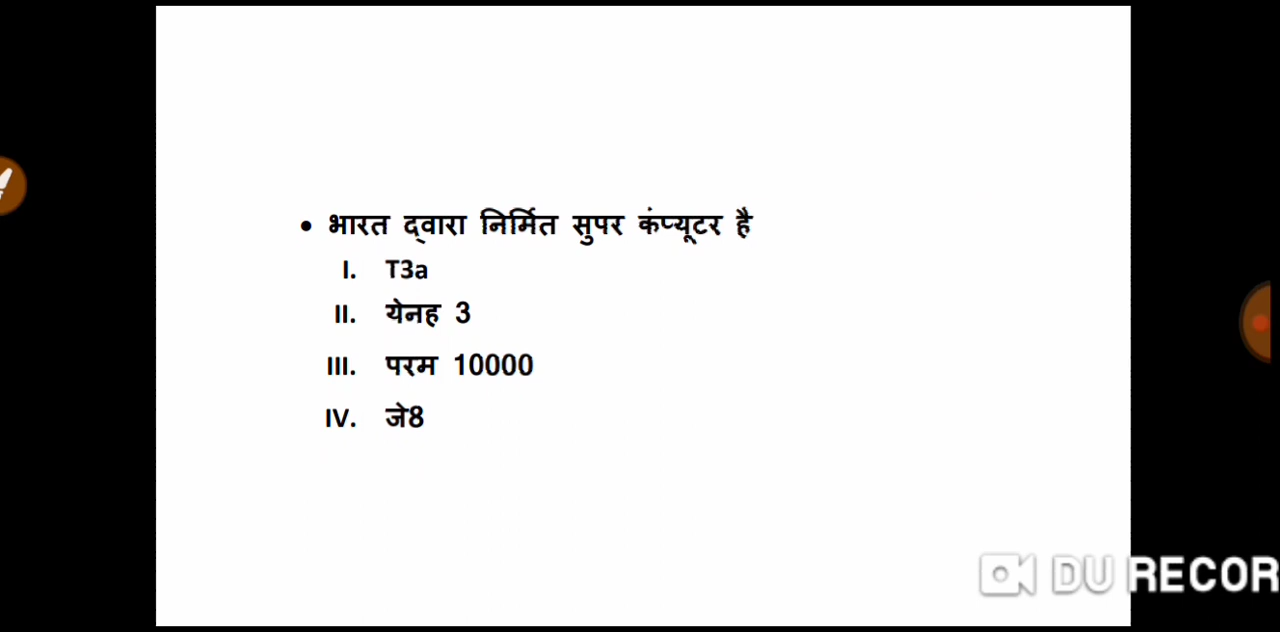 • भारत द्वारा निर्मित सुपर कंप्यूटर है
I. T3a
II. येनह 3
III. परम 10000
IV. जे8
DU RECOR